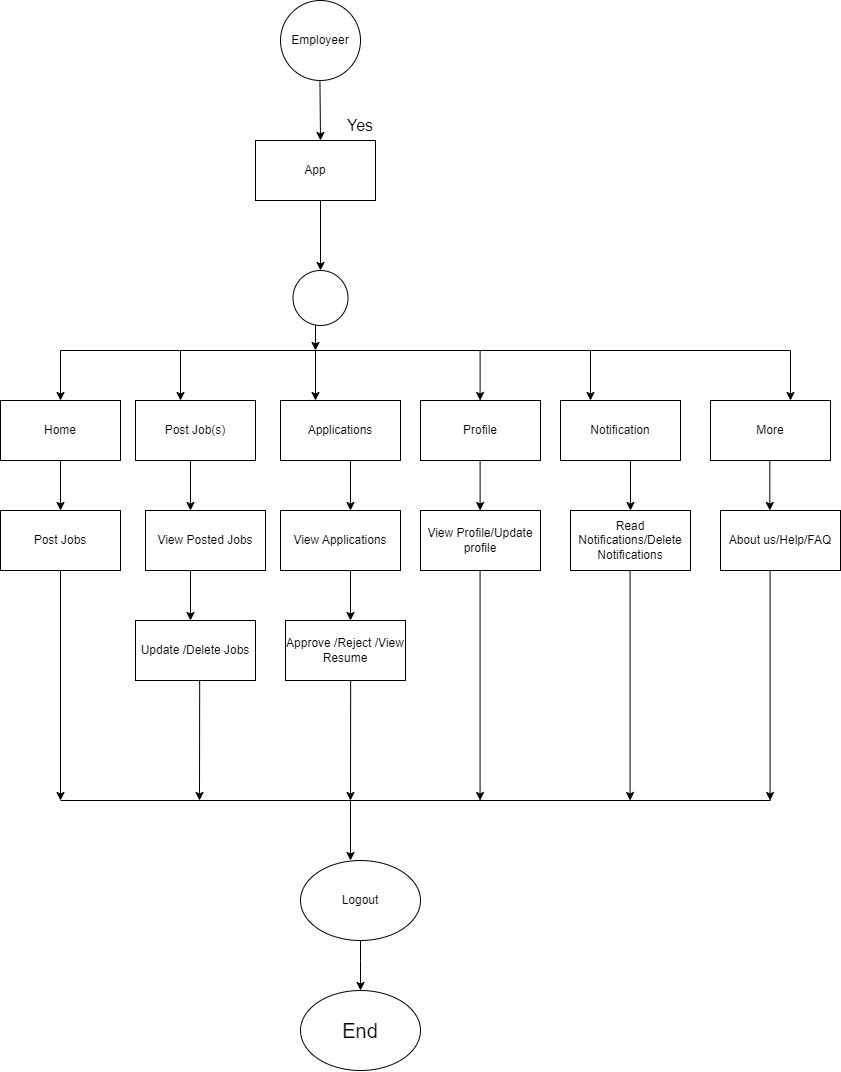 Employeer
Yes
App
Home
Post Job(s)
Applications
Profile
Notification
More
Post Jobs
View Posted Jobs
View Applications
View Profile/Update
profile
Read
Notifications/Delete
Notifications
About us/Help/FAQ
Update /Delete Jobs
Approve /Reject /View
Resume
Logout
End